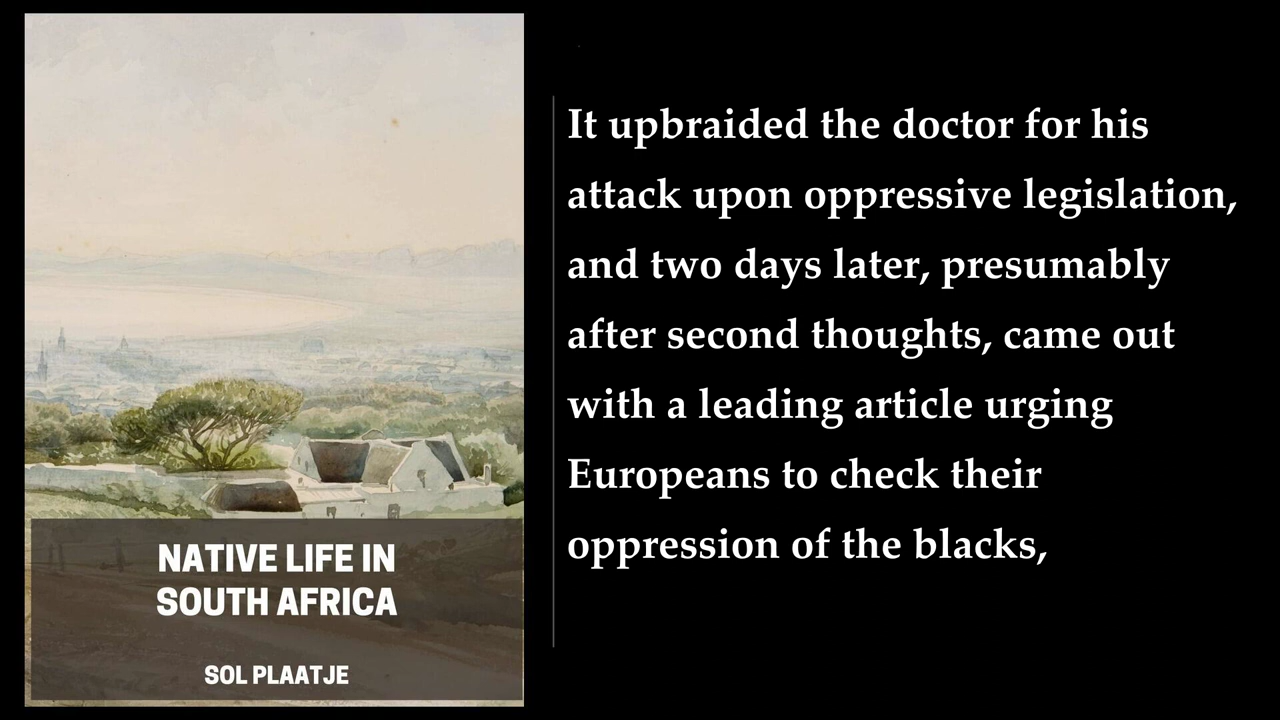 It upbraided the doctor for his
attack upon oppressive legislation,
and two days later, presumably
after second thoughts, came out
with a leading article urging
Europeans to check their
oppression of the blacks,
NATIVE LIFE IN
SOUTH AFRICA
SOL PLAATJE